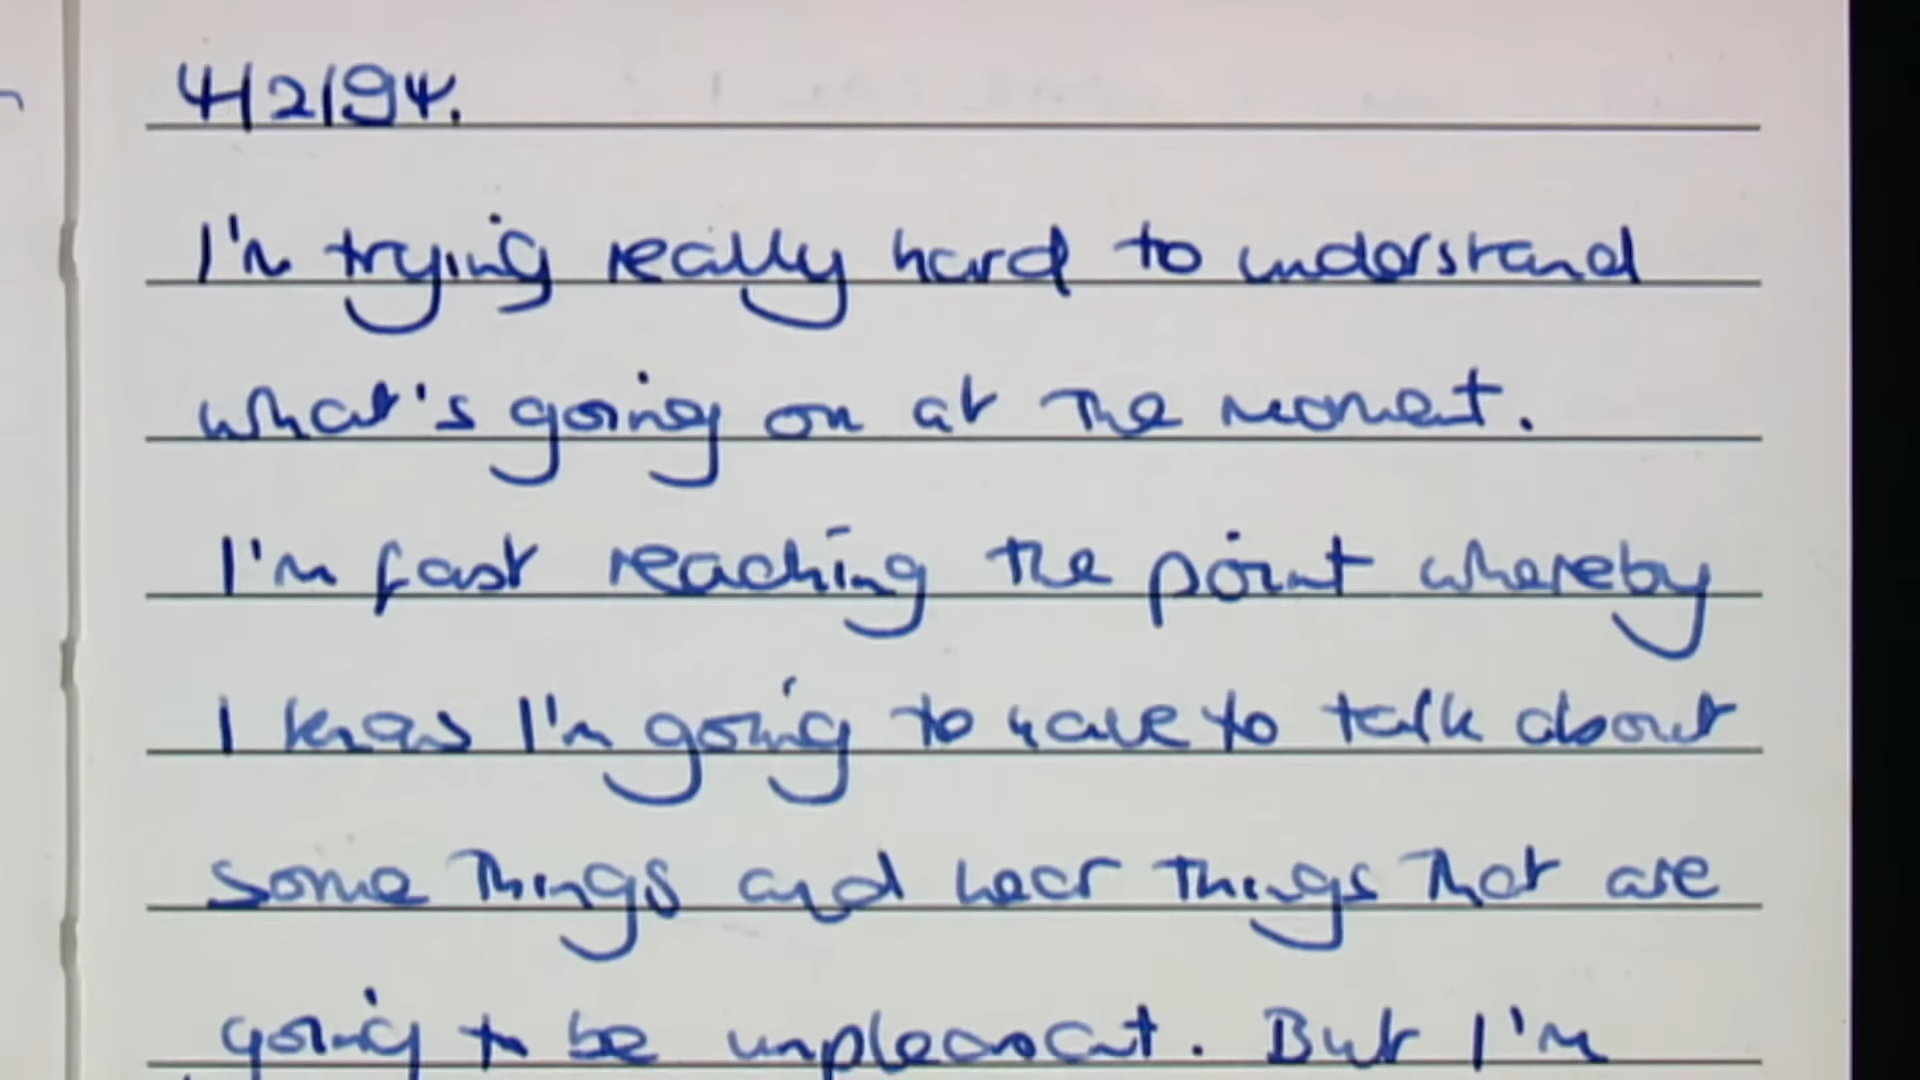 4/2/94.
I'm trying really hard to understand
what's going on at the moment.
I'm fast reaching the point whereby
I know I'm going to have to talk about
some things and hear things that are
going to be unpleasant. But I'm